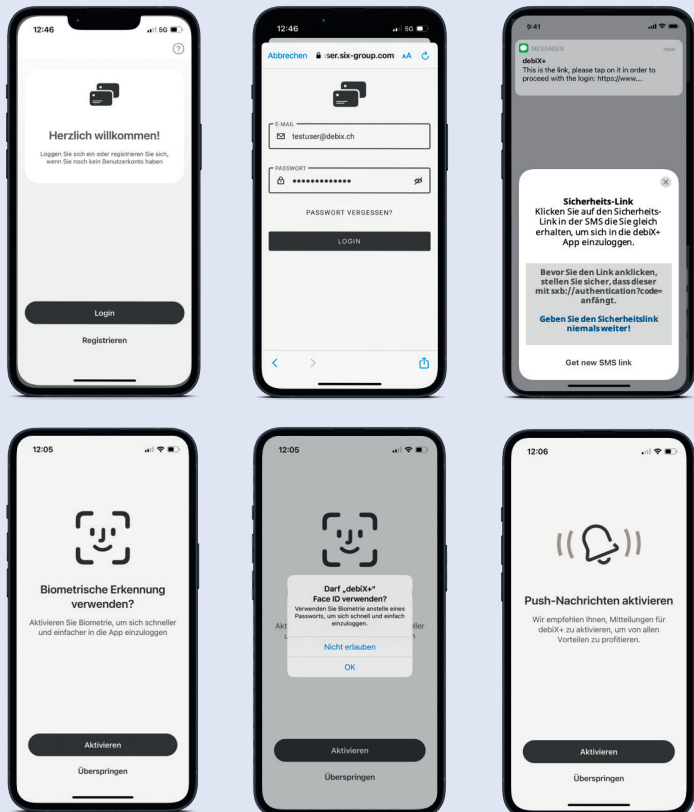 12:46
5G
?
Herzlich willkommen!
Loggen Sie sich ein oder registrieren Sie sich,
wenn Sie noch kein Benutzerkonto haben
Login
Registrieren
12:46
5G
Abbrechen
ser.six-group.com
AA
E-MAIL
testuser@debix.ch
PASSWORT
PASSWORT VERGESSEN?
LOGIN
9:41
MESSAGES
now
debiX+
This is the link, please tap on it in order to
proceed with the login: https://www....
Sicherheits-Link
Klicken Sie auf den Sicherheits-
Link in der SMS die Sie gleich
erhalten, um sich in die debiX+
App einzuloggen.
Bevor Sie den Link anklicken,
stellen Sie sicher, dass dieser
mit sxb://authentication?code=
anfängt.
Geben Sie den Sicherheitslink
niemals weiter!
Get new SMS link
12:05
Biometrische Erkennung
verwenden?
Aktivieren Sie Biometrie, um sich schneller
und einfacher in die App einzuloggen
Aktivieren
Überspringen
12:05
Darf „debiX+"
Face ID verwenden?
Verwenden Sie Biometrie anstelle eines
Passworts, um sich schnell und einfach
einzuloggen.
Nicht erlauben
OK
Aktivieren
Überspringen
12:06
Push-Nachrichten aktivieren
Wir empfehlen Ihnen, Mitteilungen für
debiX+ zu aktivieren, um von allen
Vorteilen zu profitieren.
Aktivieren
Überspringen